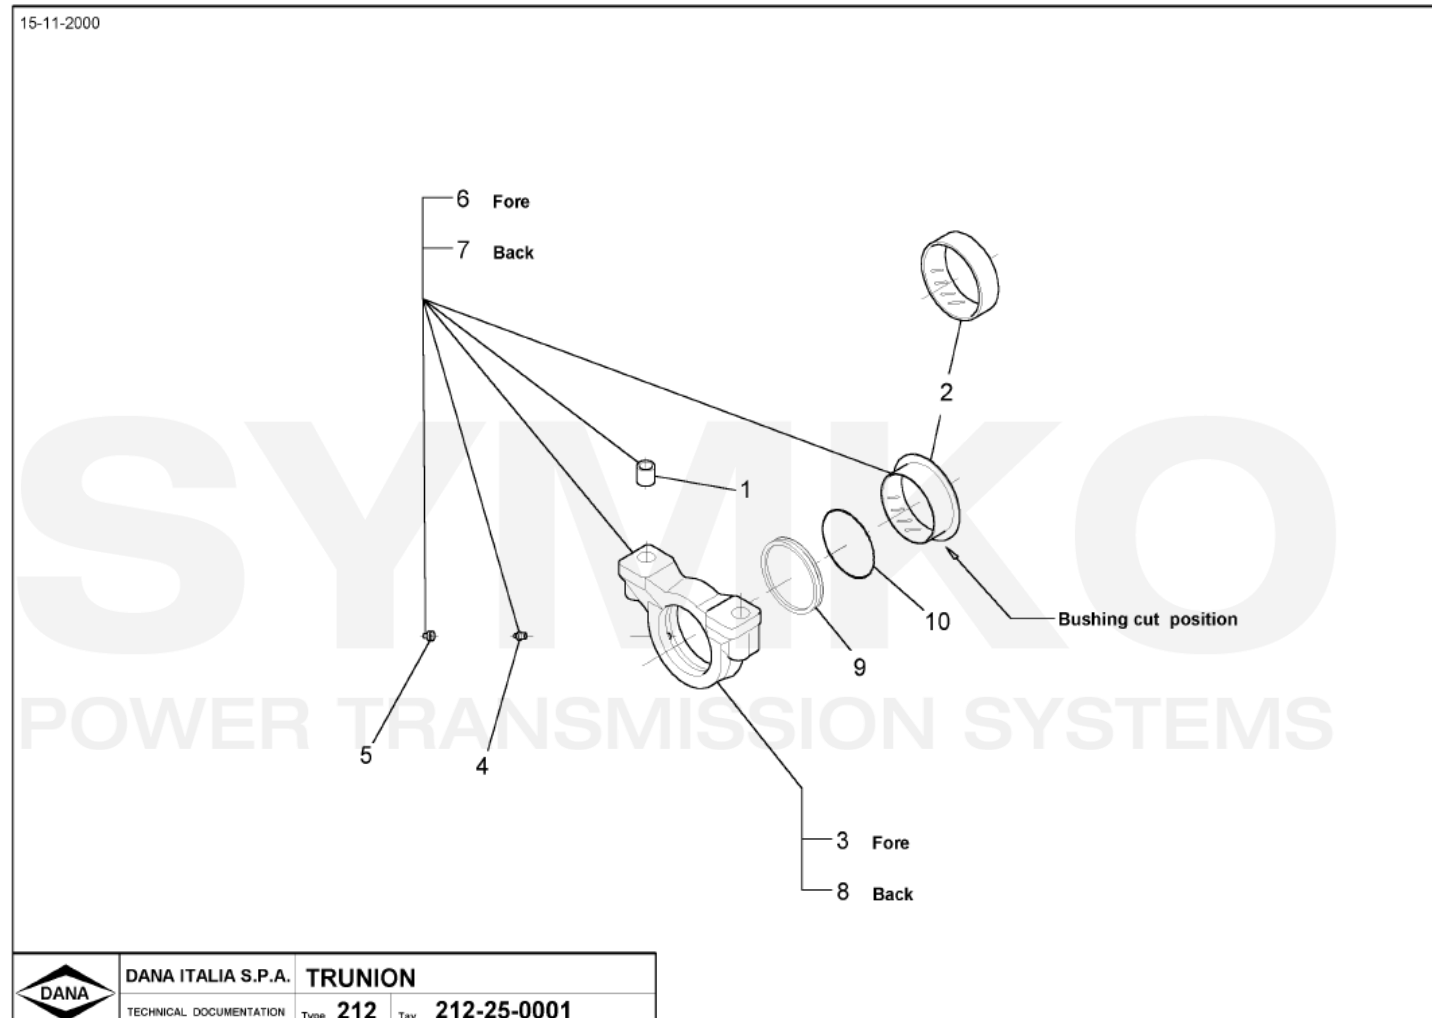 15-11-2000
6 Fore
7 Back
2
1
10
Bushing cut position
9
5
4
3 Fore
8 Back
SYMKO
POWER TRANSMISSION SYSTEMS
DANA
DANA ITALIA S.P.A. TRUNION
TECHNICAL DOCUMENTATION Type 212 Tav. 212-25-0001